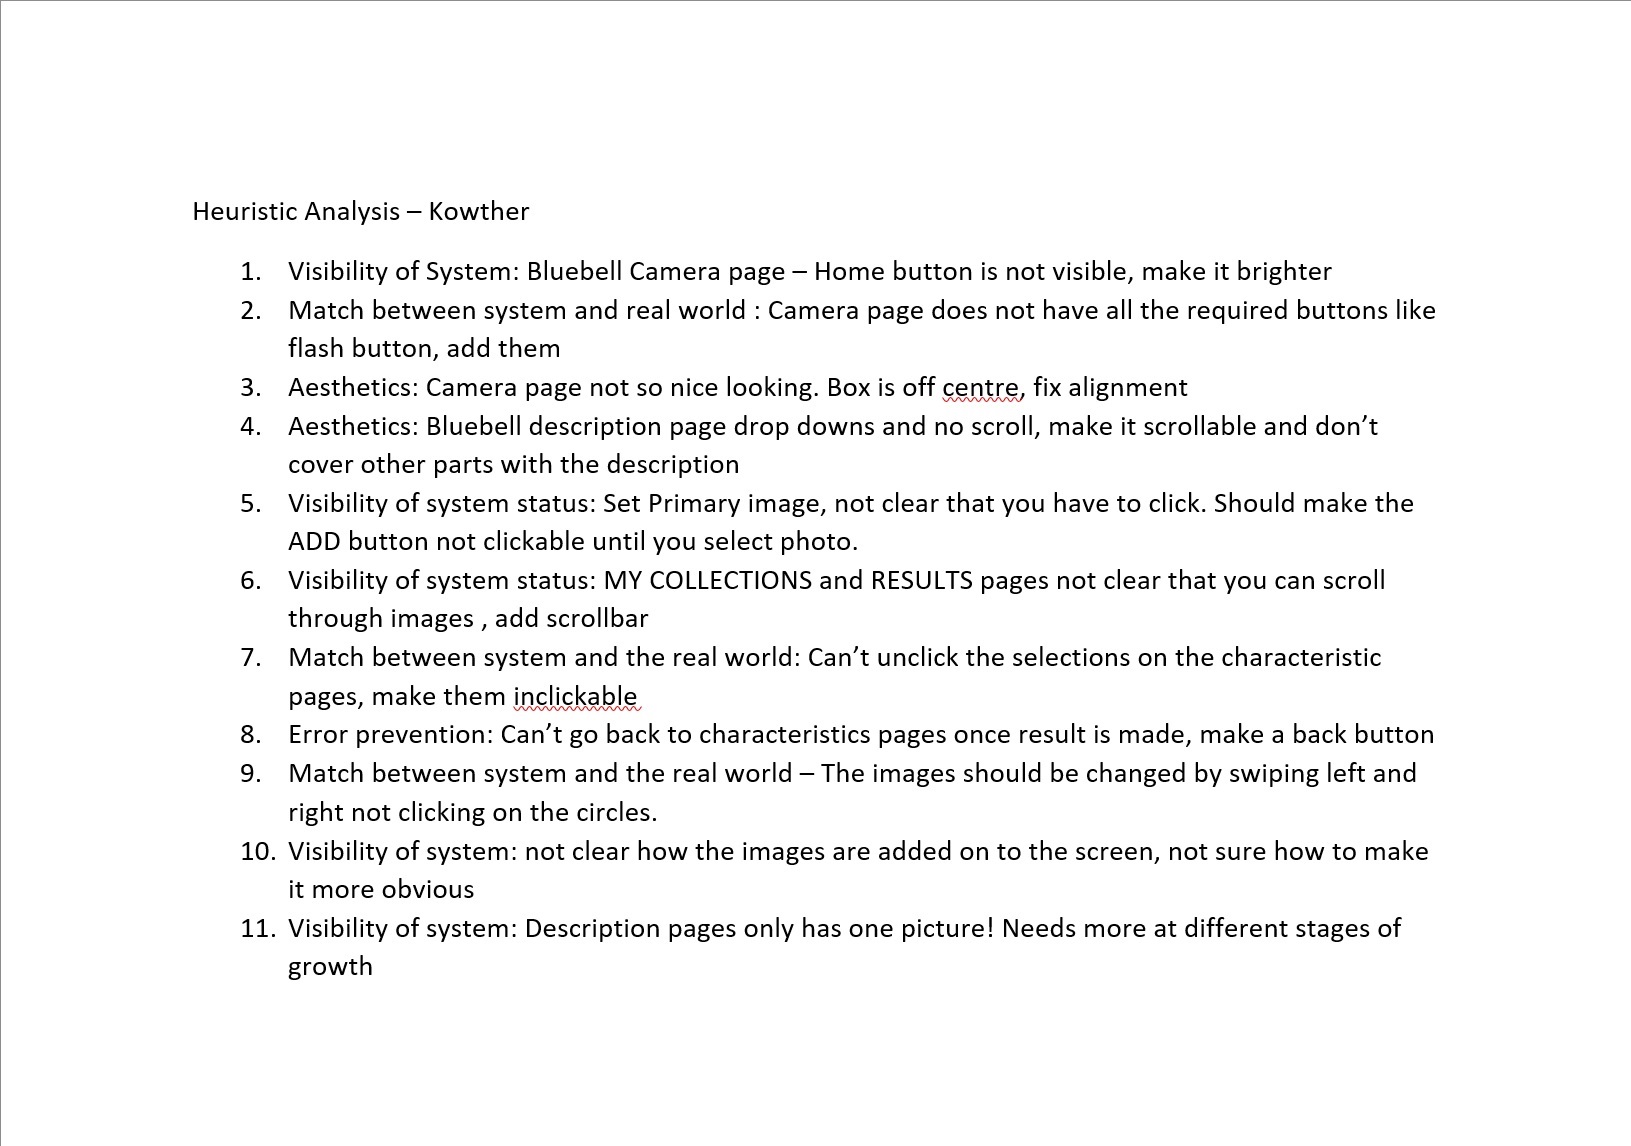 Heuristic Analysis – Kowther
1. Visibility of System: Bluebell Camera page – Home button is not visible, make it brighter
2. Match between system and real world : Camera page does not have all the required buttons like
flash button, add them
3. Aesthetics: Camera page not so nice looking. Box is off centre, fix alignment
4. Aesthetics: Bluebell description page drop downs and no scroll, make it scrollable and don’t
cover other parts with the description
5. Visibility of system status: Set Primary image, not clear that you have to click. Should make the
ADD button not clickable until you select photo.
6. Visibility of system status: MY COLLECTIONS and RESULTS pages not clear that you can scroll
through images , add scrollbar
7. Match between system and the real world: Can’t unclick the selections on the characteristic
pages, make them inclickable
8. Error prevention: Can’t go back to characteristics pages once result is made, make a back button
9. Match between system and the real world – The images should be changed by swiping left and
right not clicking on the circles.
10. Visibility of system: not clear how the images are added on to the screen, not sure how to make
it more obvious
11. Visibility of system: Description pages only has one picture! Needs more at different stages of
growth